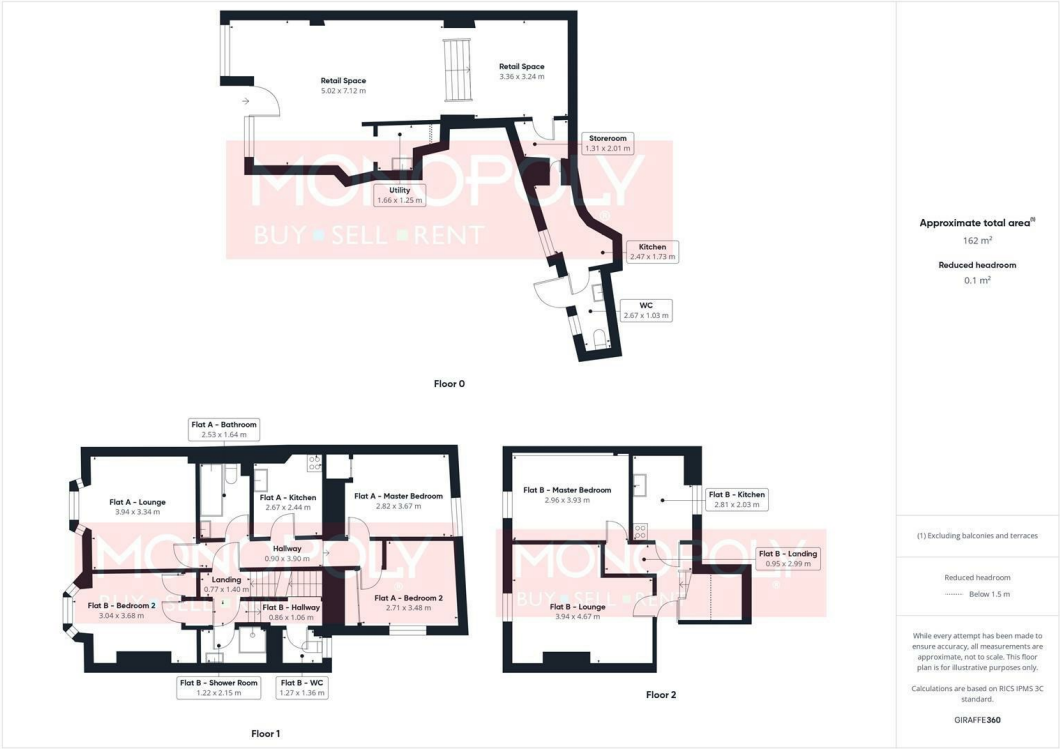 Retail Space
5.02 x 7.12 m
Retail Space
3.36 x 3.24 m
Storeroom
1.31 x 2.01 m
MONOPOLY
®
BUY SELL RENT
Utility
1.66 x 1.25 m
Kitchen
2.47 x 1.73 m
WC
2.67 x 1.03 m
Floor 0
Flat A - Bathroom
2.53 x 1.64 m
Flat A - Lounge
3.94 x 3.34 m
Flat A - Kitchen
2.67 x 2.44 m
Flat A - Master Bedroom
2.82 x 3.67 m
MONOPOLY
®
BUY SELL RENT
Hallway
0.90 x 3.90 m
Landing
0.77 x 1.40 m
Flat B - Bedroom 2
3.04 x 3.68 m
Flat B - Hallway
0.86 x 1.06 m
Flat A - Bedroom 2
2.71 x 3.48 m
Flat B - Shower Room
1.22 x 2.15 m
Flat B - WC
1.27 x 1.36 m
Floor 1
Flat B - Master Bedroom
2.96 x 3.93 m
Flat B - Kitchen
2.81 x 2.03 m
MONOPOLY
®
BUY SELL RENT
Flat B - Landing
0.95 x 2.99 m
Flat B - Lounge
3.94 x 4.67 m
Floor 2
Approximate total area(1)
162 m²
Reduced headroom
0.1 m²
(1) Excluding balconies and terraces
Reduced headroom
Below 1.5 m
While every attempt has been made to
ensure accuracy, all measurements are
approximate, not to scale. This floor
plan is for illustrative purposes only.
Calculations are based on RICS IPMS 3C
standard.
GIRAFFE360